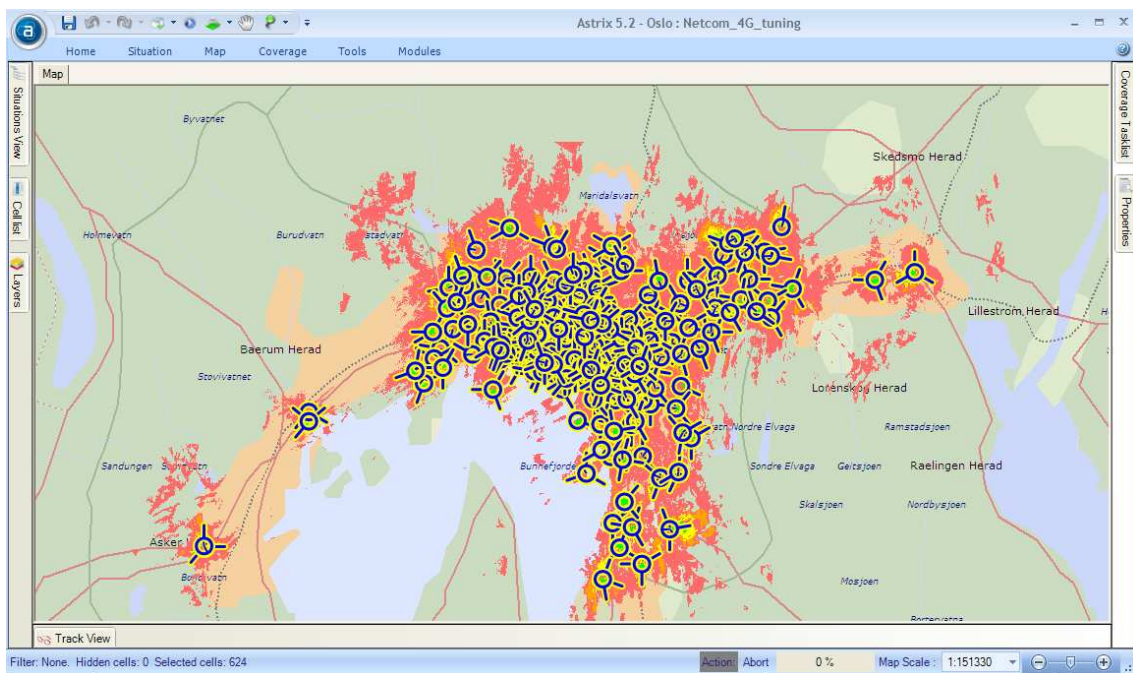 Astrix 5.2 - Oslo : Netcom_4G_tuning
Home Situation Map Coverage Tools Modules
Map
Situations View
Cell list
Layers
Coverage Tasklist
Properties
Byvatnet
Skedsmo Herad
Maridalsvatn
Holmevatn
Burudvatn
Lillestrom Herad
Baerum Herad
Stovivatnet
Lorenskog Herad
Nordre Elvaga
Ramstadsjoen
Sandungen
Bunnefjorde
Sondre Elvaga
Geitsjoen
Raelingen Herad
Skalsjoen
Nordbysjoen
Asker
Mosjoen
Track View
Filter: None. Hidden cells: 0 Selected cells: 624
Action: Abort 0 % Map Scale : 1:151330